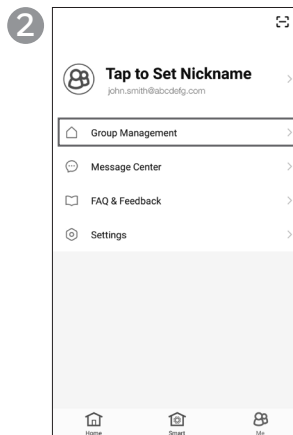 2
Tap to Set Nickname
john.smith@abcdefg.com
Group Management
Message Center
FAQ & Feedback
Settings
Home Smart Me